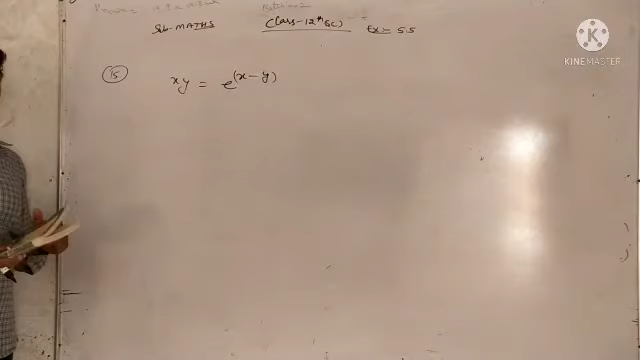 Sub-MATHS Class-12th(SC) Ex- 5.5
15 xy = e^(x-y)
K
KINEMASTER